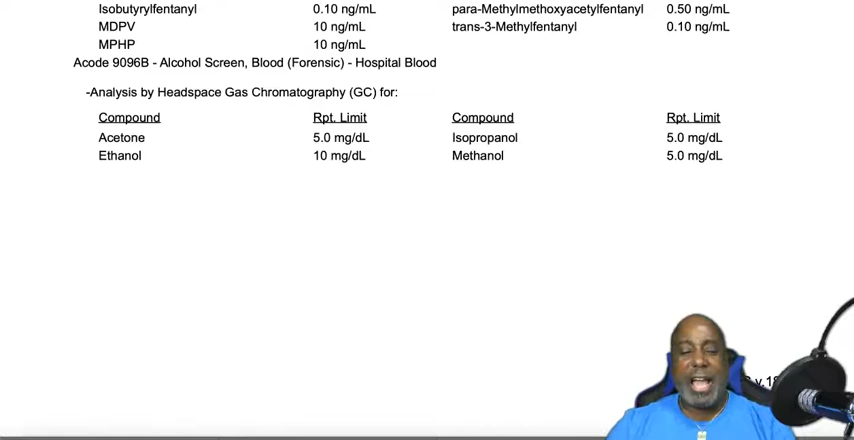 Isobutyrylfentanyl 0.10 ng/mL para-Methylmethoxyacetylfentanyl 0.50 ng/mL
MDPV 10 ng/mL trans-3-Methylfentanyl 0.10 ng/mL
MPHP 10 ng/mL
Acode 9096B - Alcohol Screen, Blood (Forensic) - Hospital Blood
-Analysis by Headspace Gas Chromatography (GC) for:
Compound Rpt. Limit Compound Rpt. Limit
Acetone 5.0 mg/dL Isopropanol 5.0 mg/dL
Ethanol 10 mg/dL Methanol 5.0 mg/dL